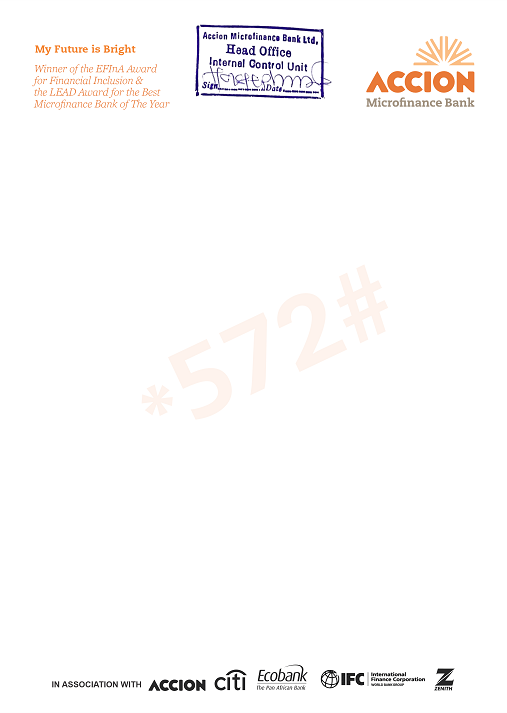 My Future is Bright
Winner of the EFInA Award
for Financial Inclusion &
the LEAD Award for the Best
Microfinance Bank of The Year
Accion Microfinance Bank Ltd.
Head Office
Internal Control Unit
Sign Date
ACCION
Microfinance Bank
*572#
IN ASSOCIATION WITH ACCION citi Ecobank The Pan African Bank IFC International Finance Corporation WORLD BANK GROUP ZENITH